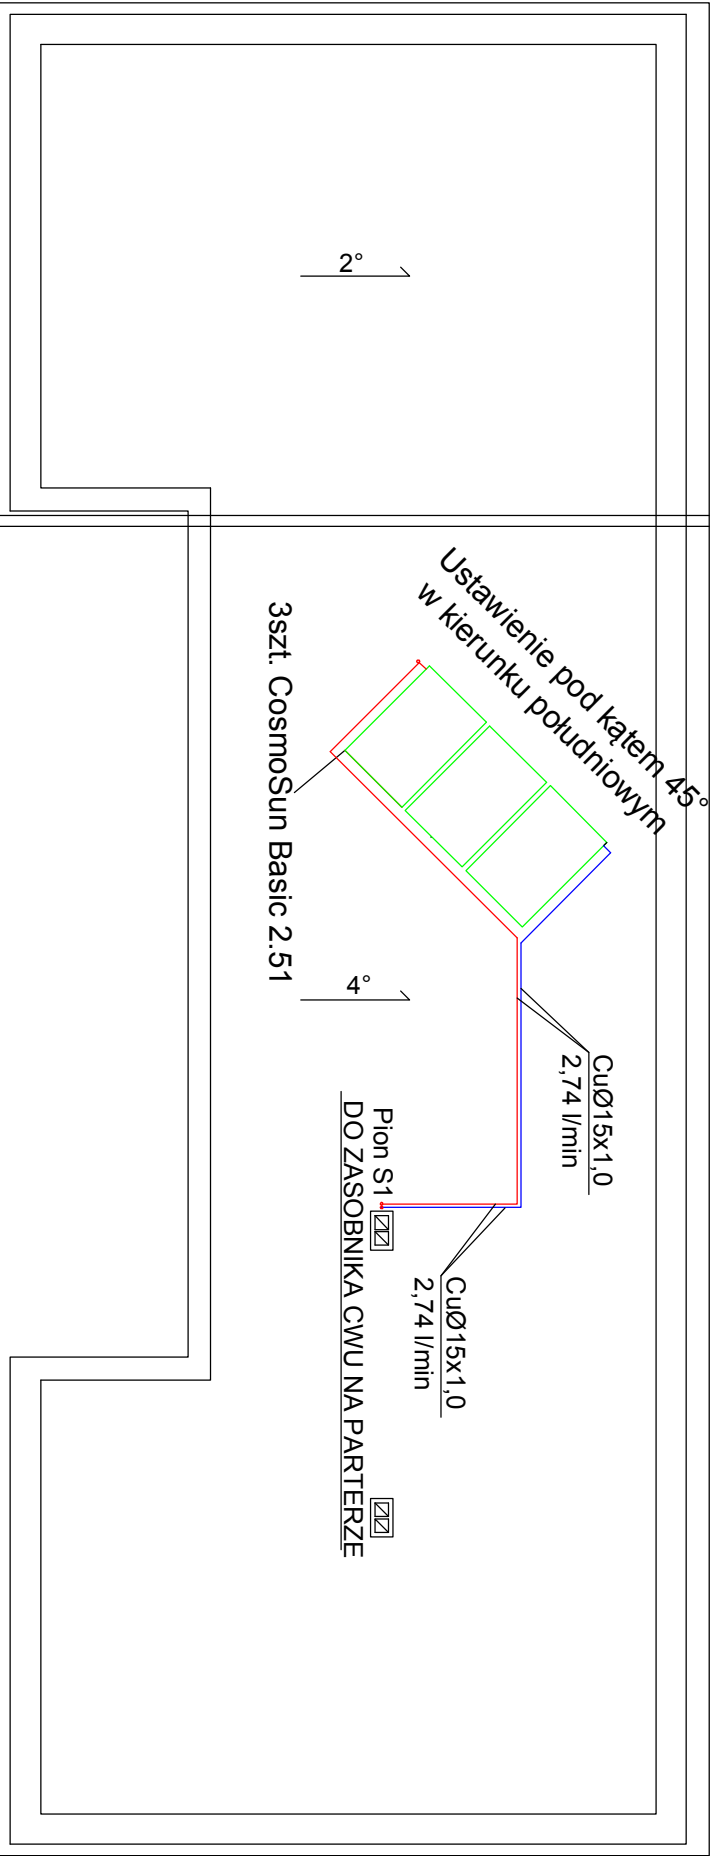 2°
Ustawienie pod kątem 45°
w kierunku południowym
3szt. CosmoSun Basic 2.51
4°
CuØ15x1,0
2,74 l/min
Pion S1
DO ZASOBNIKA CWU NA PARTERZE
CuØ15x1,0
2,74 l/min